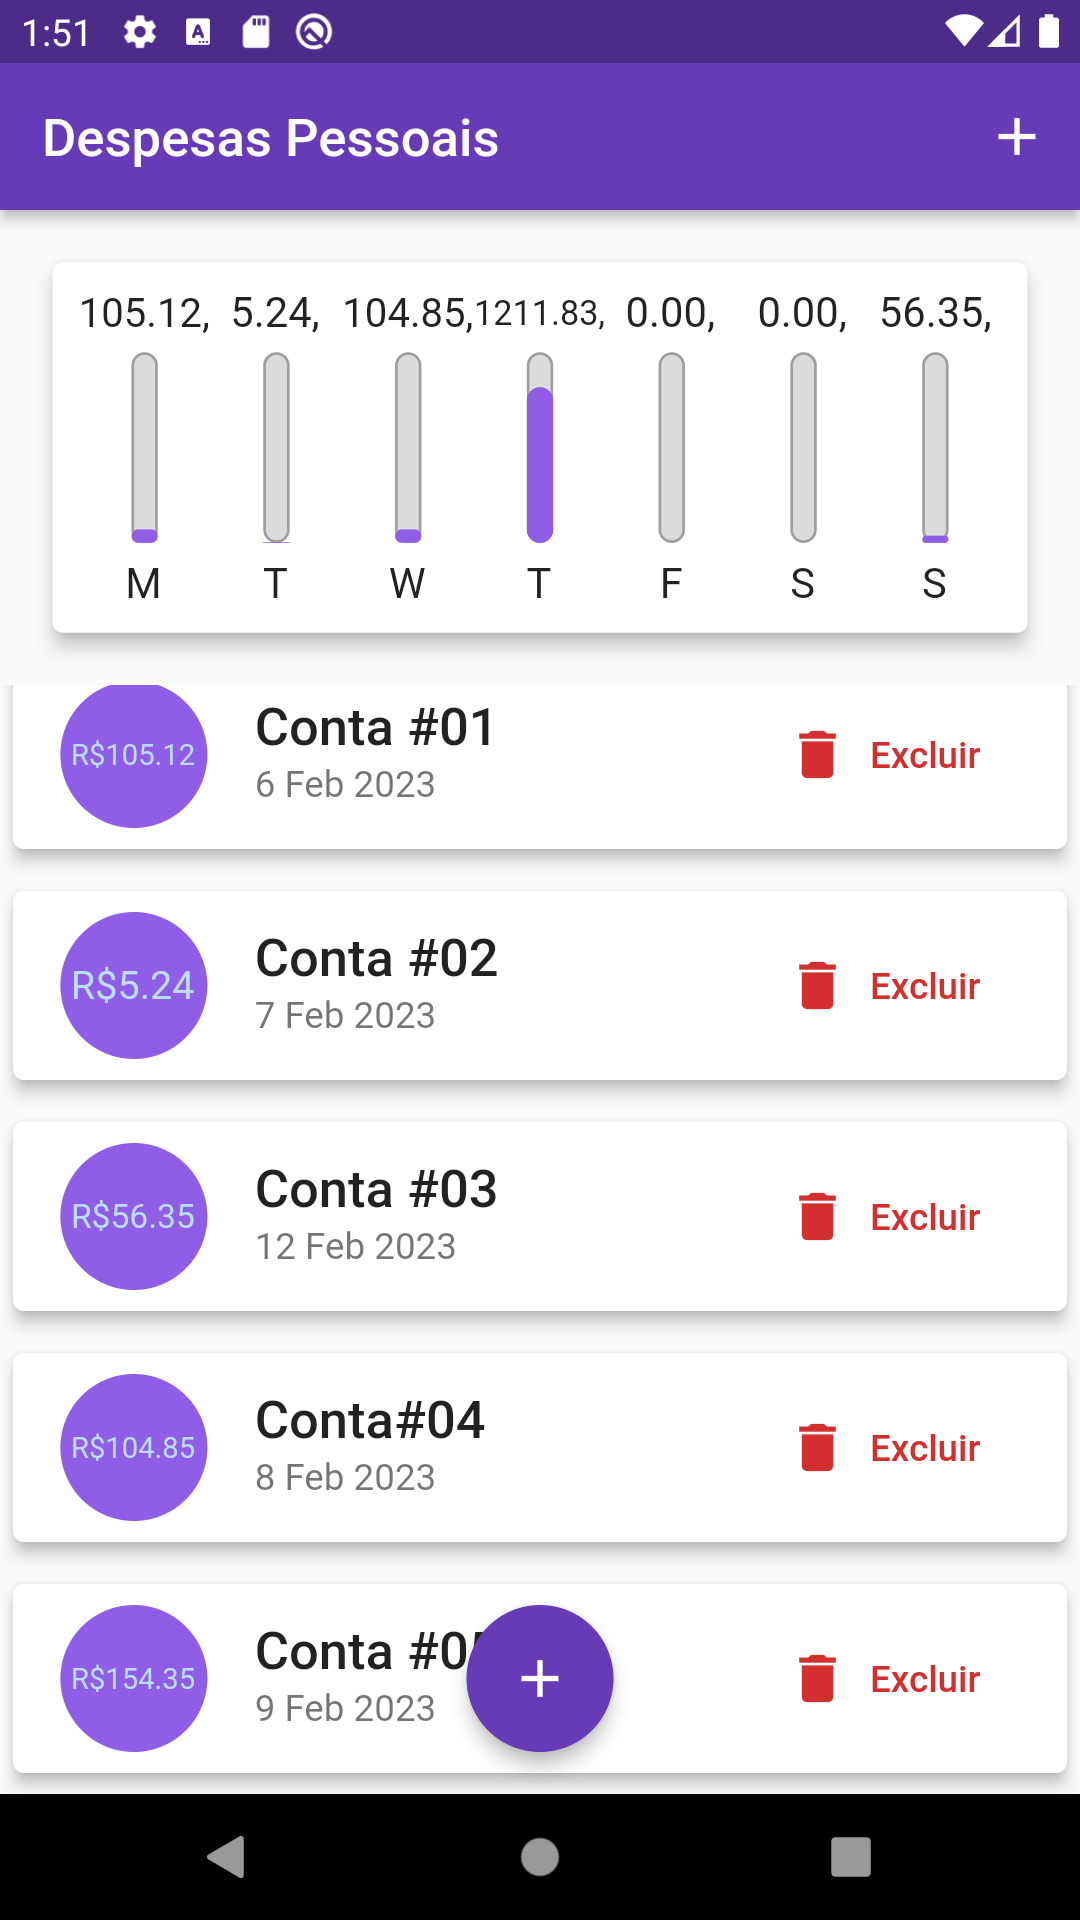 1:51
Despesas Pessoais
105.12, 5.24, 104.85, 1211.83, 0.00, 0.00, 56.35,
M T W T F S S
R$105.12 Conta #01 Excluir
6 Feb 2023
R$5.24 Conta #02 Excluir
7 Feb 2023
R$56.35 Conta #03 Excluir
12 Feb 2023
R$104.85 Conta#04 Excluir
8 Feb 2023
R$154.35 Conta #0 Excluir
9 Feb 2023